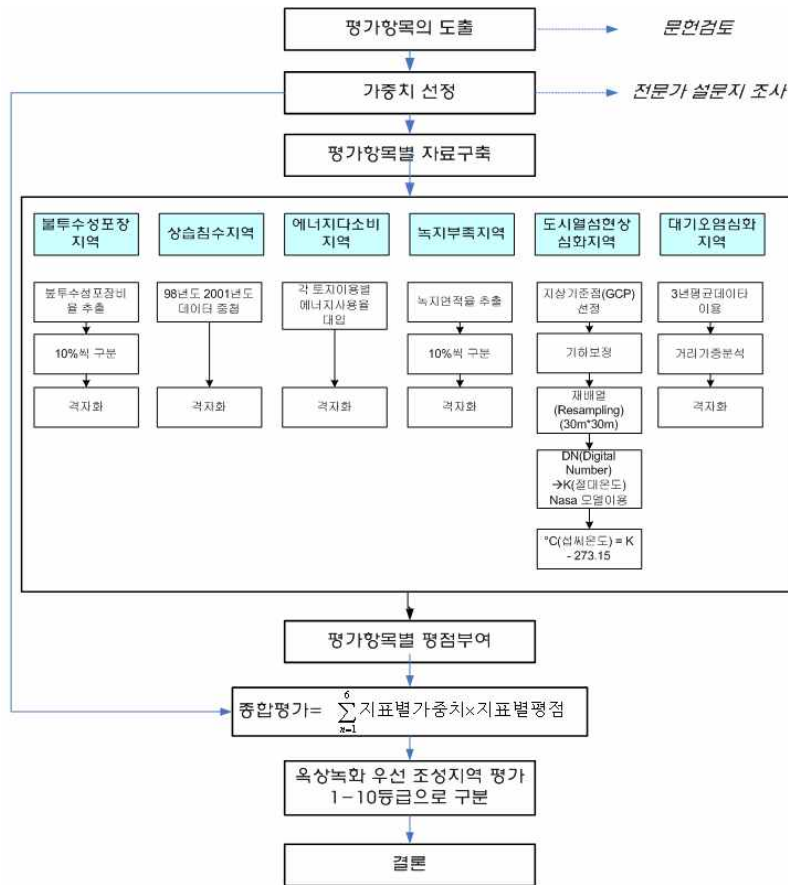 평가항목의 도출
문헌검토
가중치 선정
전문가 설문지 조사
평가항목별 자료구축
불투수성포장
지역
불투수성포장비
율 추출
10%씩 구분
격자화
상습침수지역
98년도 2001년도
데이터 중첩
격자화
에너지다소비
지역
각 토지이용별
에너지사용율
대입
격자화
녹지부족지역
녹지면적율 추출
10%씩 구분
격자화
도시열섬현상
심화지역
지상기준점(GCP)
선정
기하보정
재배열
(Resampling)
(30m*30m)
DN(Digital
Number)
→K(절대온도)
Nasa 모델이용
°C(섭씨온도) = K
- 273.15
대기오염심화
지역
3년평균데이타
이용
거리가중분석
격자화
평가항목별 평점부여
종합평가= 6∑n=1 지표별가중치×지표별평점
옥상녹화 우선 조성지역 평가
1-10등급으로 구분
결론